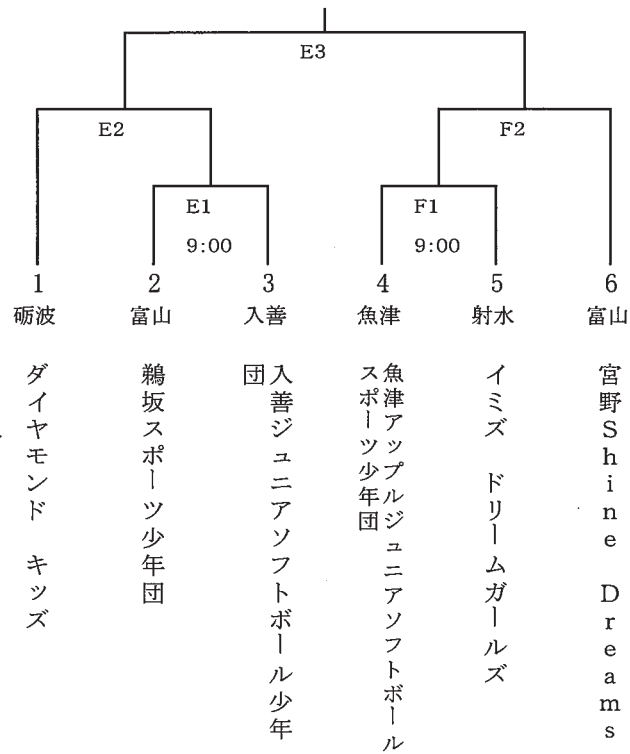 E3
E2
F2
E1
F1
9:00
9:00
1
2
3
4
5
6
砺波
富山
入善
魚津
射水
富山
ダイヤモンド キッズ
鵜坂スポーツ少年団
入善ジュニアソフトボール少年
団
魚津アップルジュニアソフトボール
スポーツ少年団
イミズ ドリームガールズ
宮野Shine Dreams